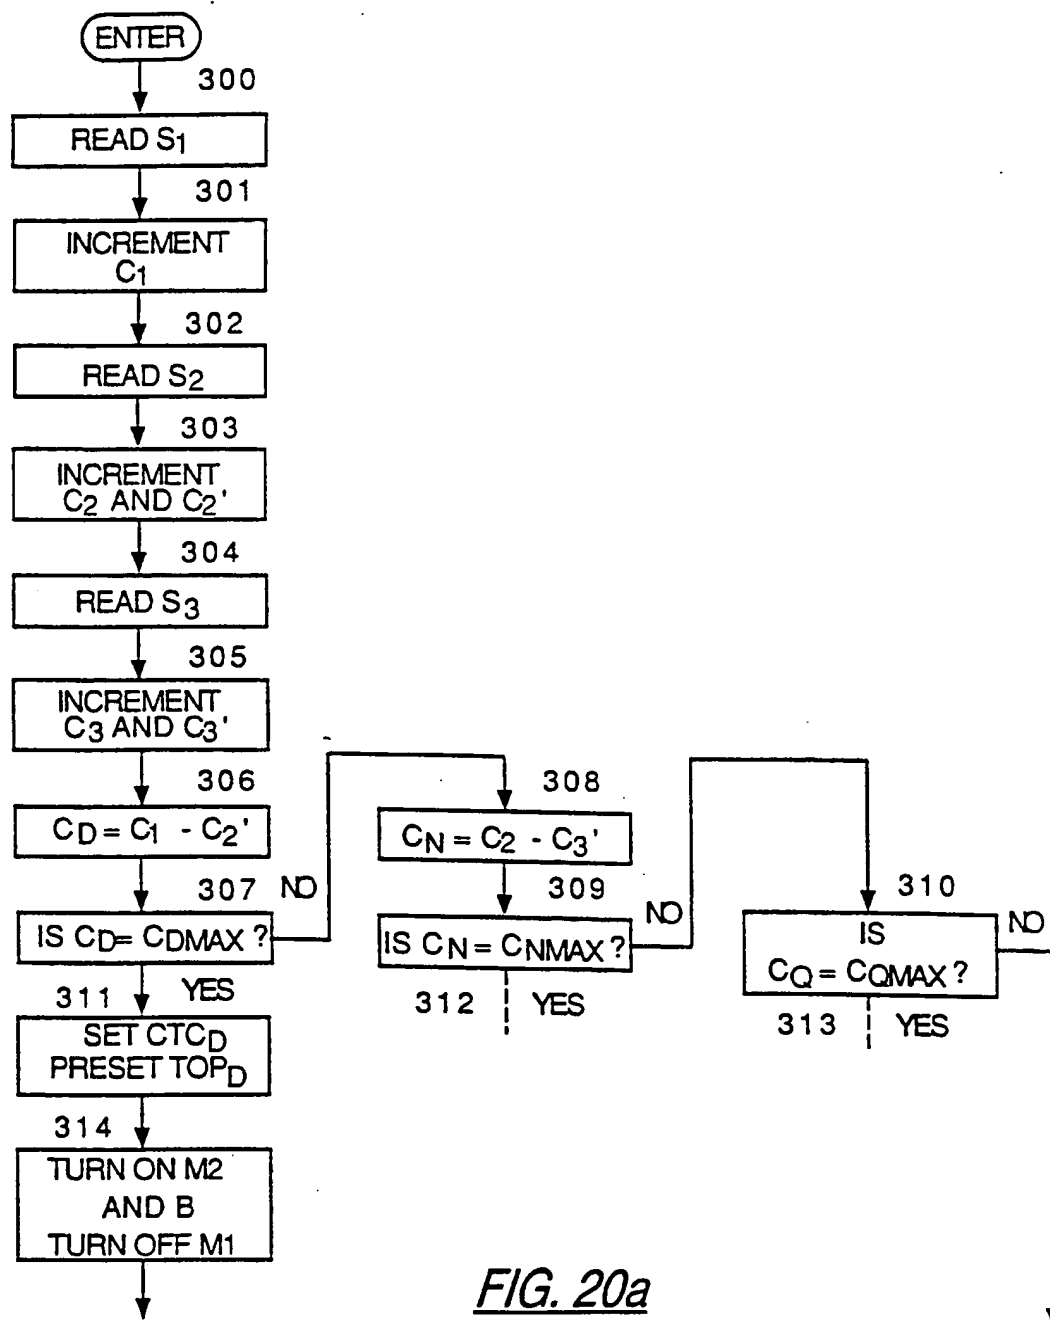 ENTER
300
READ S1
301
INCREMENT
C1
302
READ S2
303
INCREMENT
C2 AND C2'
304
READ S3
305
INCREMENT
C3 AND C3'
306
CD = C1 - C2'
307
NO
IS CD = CDMAX ?
YES
311
SET CTCD
PRESET TOPD
314
TURN ON M2
AND B
TURN OFF M1
308
CN = C2 - C3'
309
NO
IS CN = CNMAX ?
312
YES
310
NO
IS
CQ = CQMAX ?
313
YES
FIG. 20a